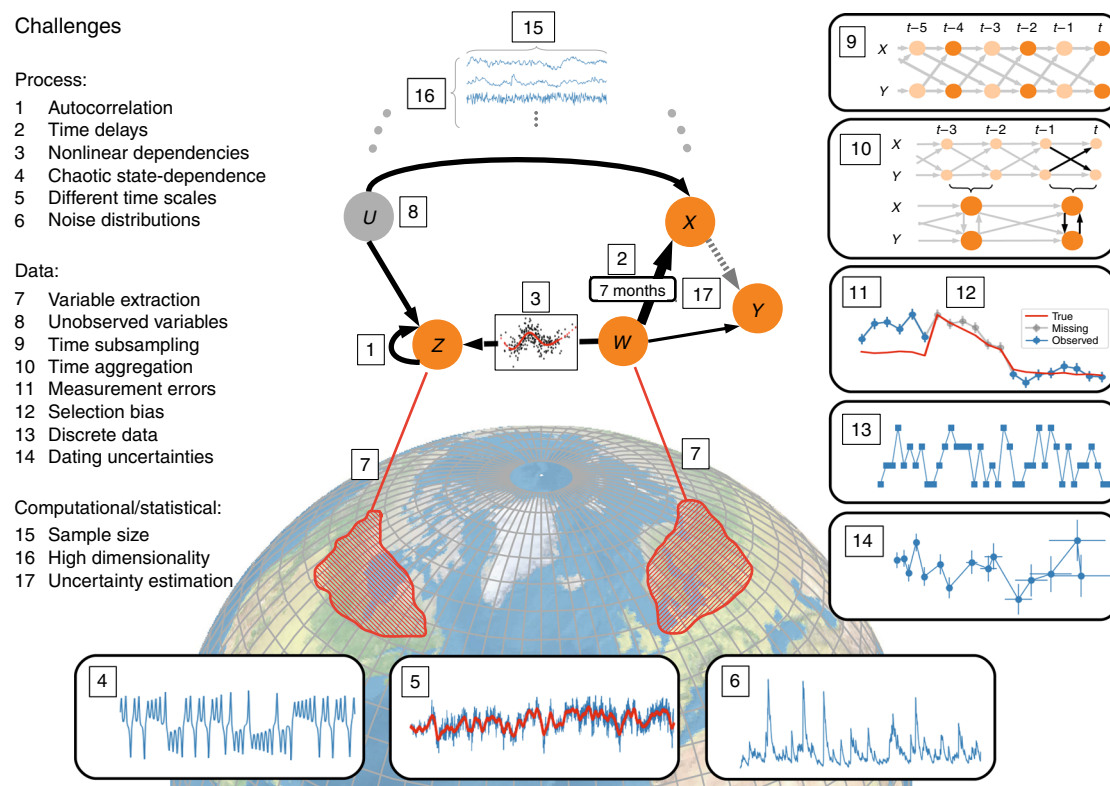 Challenges
Process:
1 Autocorrelation
2 Time delays
3 Nonlinear dependencies
4 Chaotic state-dependence
5 Different time scales
6 Noise distributions
Data:
7 Variable extraction
8 Unobserved variables
9 Time subsampling
10 Time aggregation
11 Measurement errors
12 Selection bias
13 Discrete data
14 Dating uncertainties
Computational/statistical:
15 Sample size
16 High dimensionality
17 Uncertainty estimation
15
16
U
8
X
2
7 months
17
Y
3
1
Z
W
7
7
4
5
6
9
t–5 t–4 t–3 t–2 t–1 t
X
Y
10
t–3 t–2 t–1 t
X
Y
X
Y
11
12
True
Missing
Observed
13
14